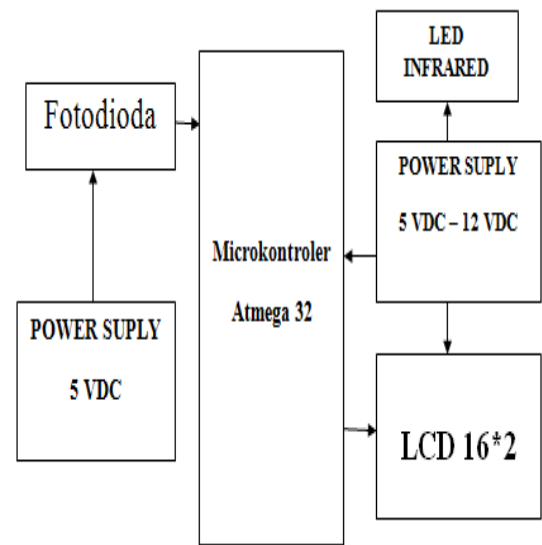 LED
INFRARED
Fotodioda
POWER SUPLY
5 VDC – 12 VDC
Microkontroler
Atmega 32
POWER SUPLY
5 VDC
LCD 16*2